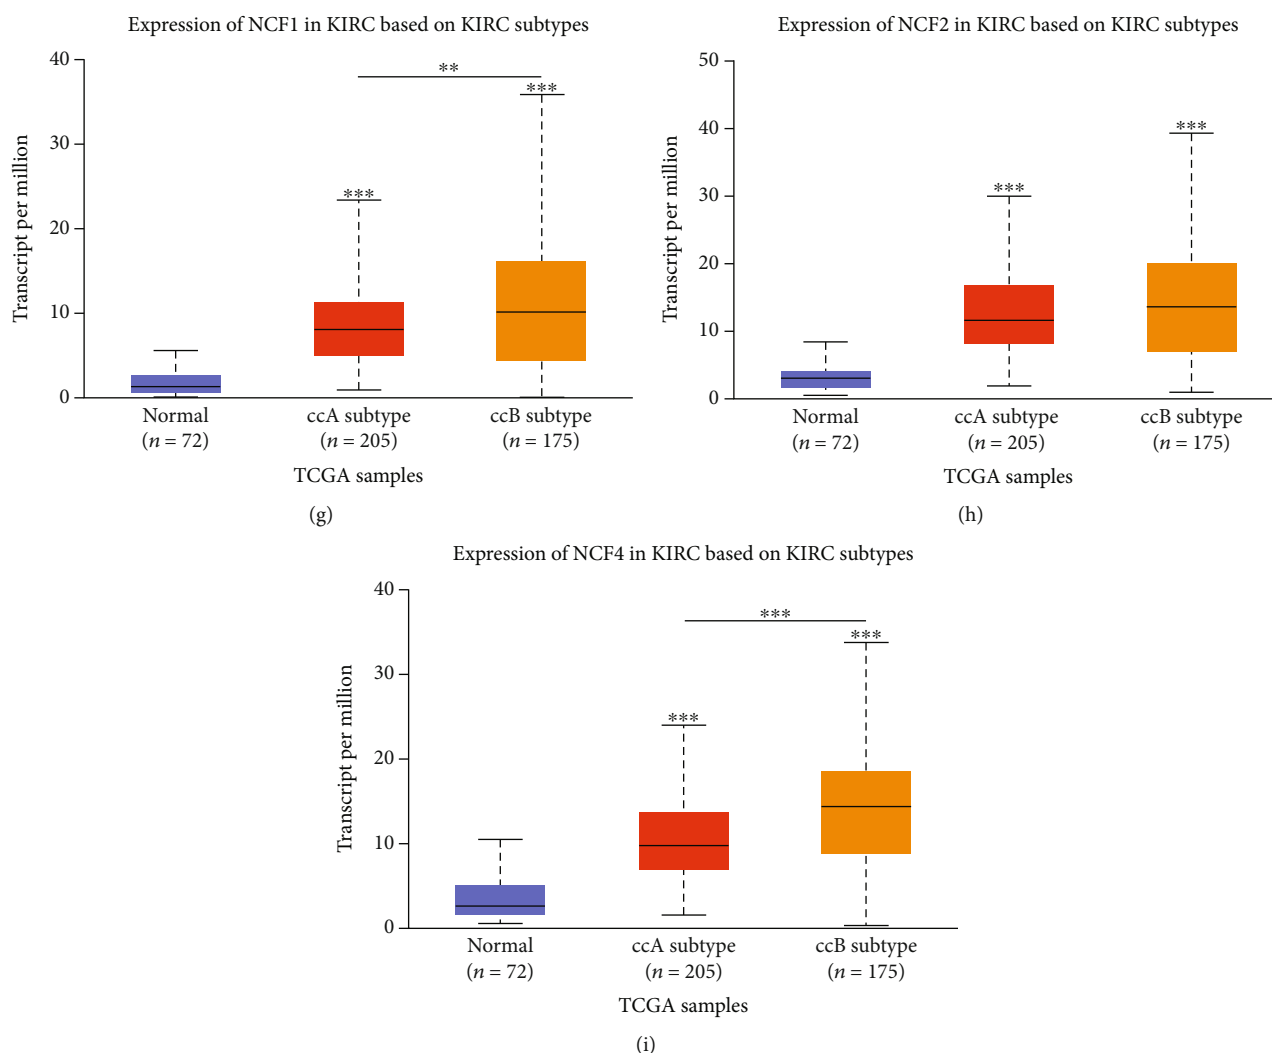 Expression of NCF1 in KIRC based on KIRC subtypes
Transcript per million
40
30
20
10
0
**
***
***
Normal
(n = 72)
ccA subtype
(n = 205)
ccB subtype
(n = 175)
TCGA samples
(g)
Expression of NCF2 in KIRC based on KIRC subtypes
Transcript per million
50
40
30
20
10
0
***
***
Normal
(n = 72)
ccA subtype
(n = 205)
ccB subtype
(n = 175)
TCGA samples
(h)
Expression of NCF4 in KIRC based on KIRC subtypes
Transcript per million
40
30
20
10
0
***
***
***
Normal
(n = 72)
ccA subtype
(n = 205)
ccB subtype
(n = 175)
TCGA samples
(i)